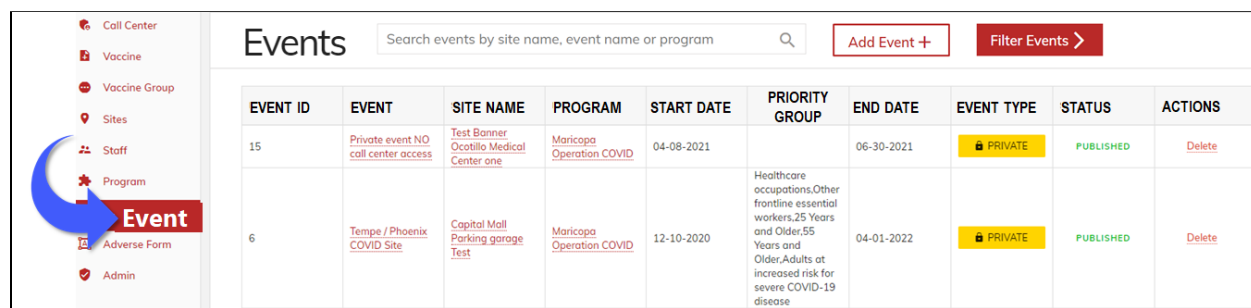 Call Center
Vaccine
Vaccine Group
Sites
Staff
Program
Event
Adverse Form
Admin
Events
Search events by site name, event name or program
Add Event +
Filter Events
EVENT ID EVENT SITE NAME PROGRAM START DATE PRIORITY GROUP END DATE EVENT TYPE STATUS ACTIONS
15
Private event NO
call center access
Test Banner
Ocotillo Medical
Center one
Maricopa
Operation COVID
04-08-2021
06-30-2021
PRIVATE
PUBLISHED
Delete
6
Tempe / Phoenix
COVID Site
Capital Mall
Parking garage
Test
Maricopa
Operation COVID
12-10-2020
Healthcare
occupations,Other
frontline essential
workers,25 Years
and Older,55
Years and
Older,Adults at
increased risk for
severe COVID-19
disease
04-01-2022
PRIVATE
PUBLISHED
Delete